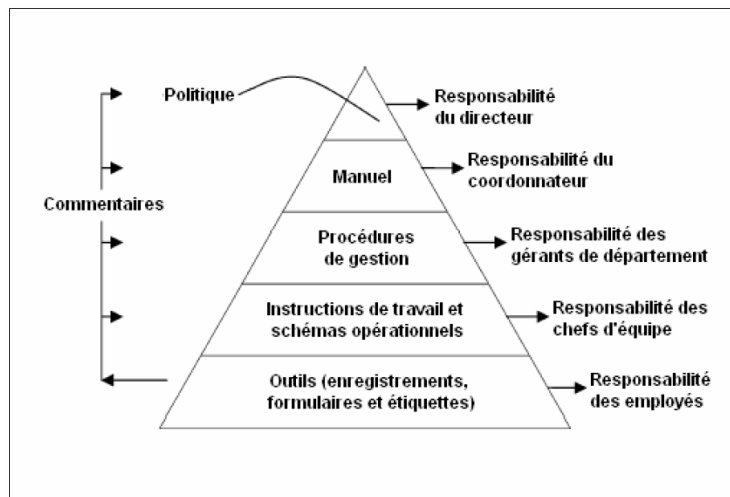 Politique
Responsabilité
du directeur
Manuel
Responsabilité du
coordonnateur
Commentaires
Procédures
de gestion
Responsabilité des
gérants de département
Instructions de travail et
schémas opérationnels
Responsabilité des
chefs d'équipe
Outils (enregistrements,
formulaires et étiquettes)
Responsabilité
des employés